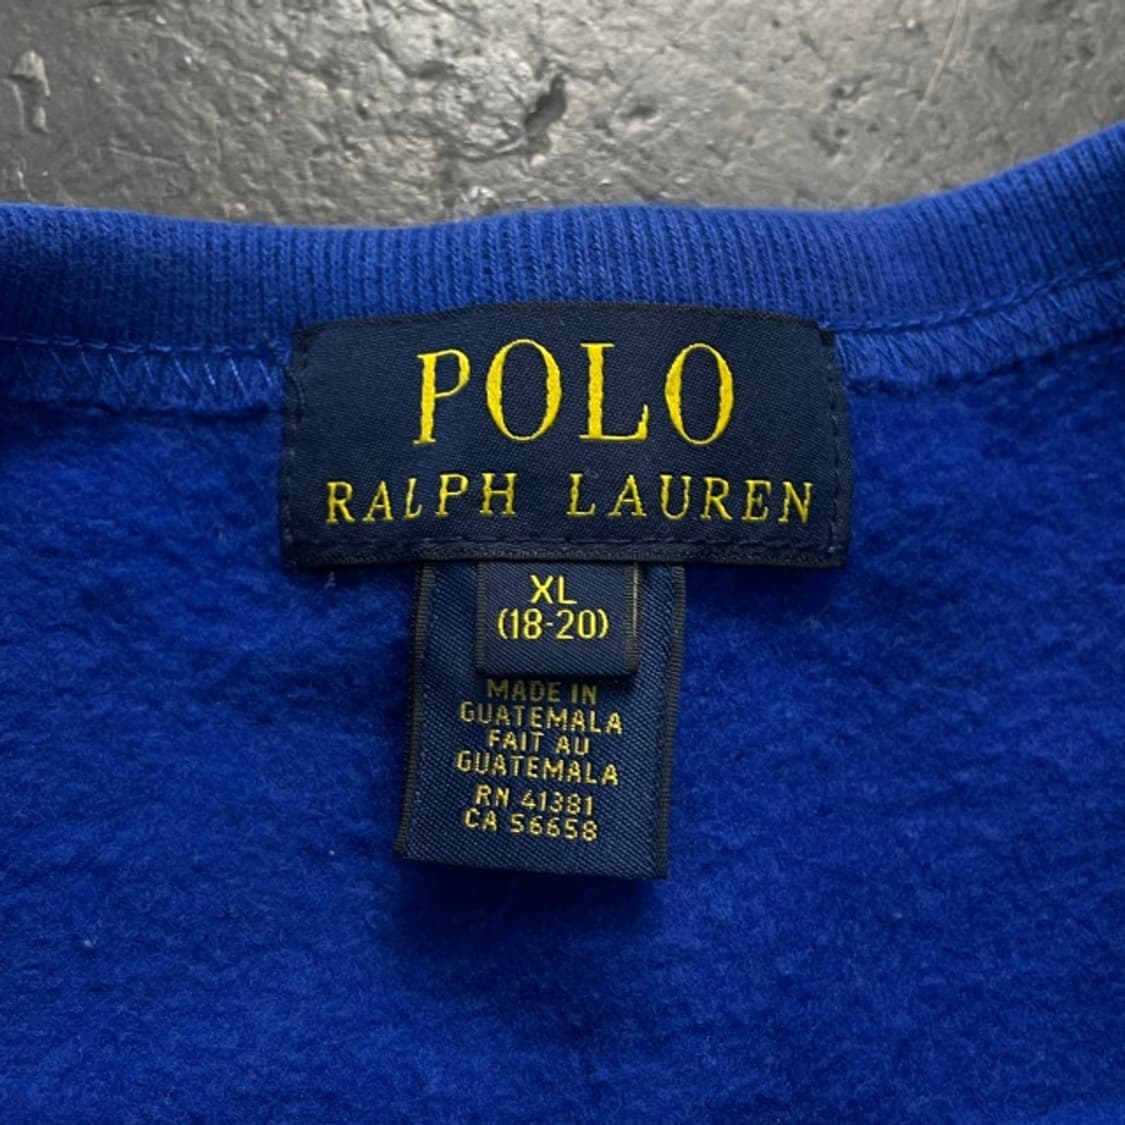 POLO
RALPH LAUREN
XL
(18-20)
MADE IN
GUATEMALA
FAIT AU
GUATEMALA
RN 41381
CA 56658